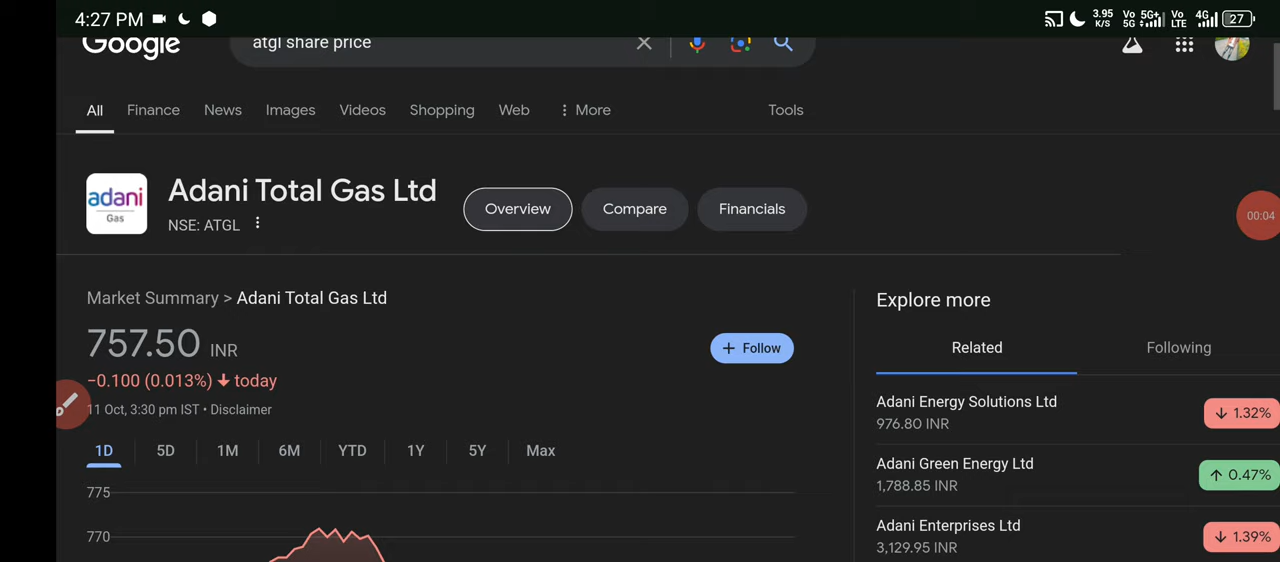 4:27 PM
3.95 K/S Vo 5G 5G+ Vo LTE 4G 27
Google
atgl share price
All Finance News Images Videos Shopping Web More Tools
adani
Gas
Adani Total Gas Ltd
NSE: ATGL
Overview Compare Financials
00:04
Market Summary > Adani Total Gas Ltd
757.50 INR
+ Follow
−0.100 (0.013%) ↓ today
11 Oct, 3:30 pm IST • Disclaimer
1D 5D 1M 6M YTD 1Y 5Y Max
775
770
Explore more
Related Following
Adani Energy Solutions Ltd
976.80 INR
↓ 1.32%
Adani Green Energy Ltd
1,788.85 INR
↑ 0.47%
Adani Enterprises Ltd
3,129.95 INR
↓ 1.39%